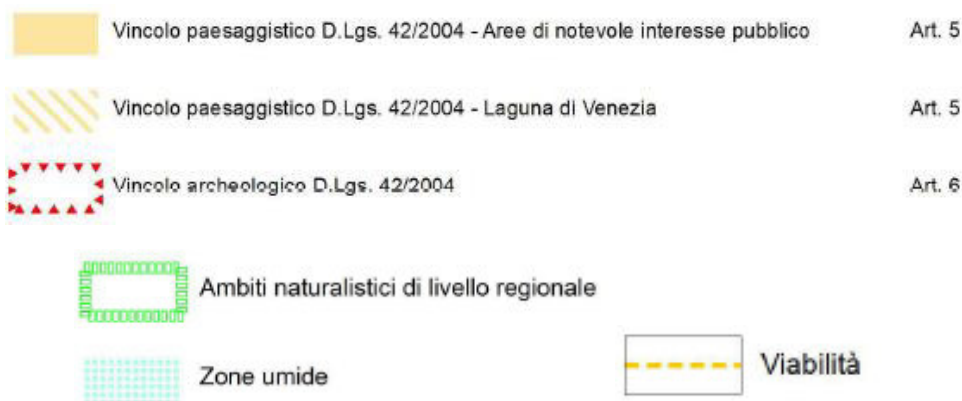 Vincolo paesaggistico D.Lgs. 42/2004 - Aree di notevole interesse pubblico Art. 5
Vincolo paesaggistico D.Lgs. 42/2004 - Laguna di Venezia Art. 5
Vincolo archeologico D.Lgs. 42/2004 Art. 6
Ambiti naturalistici di livello regionale
Zone umide
Viabilità